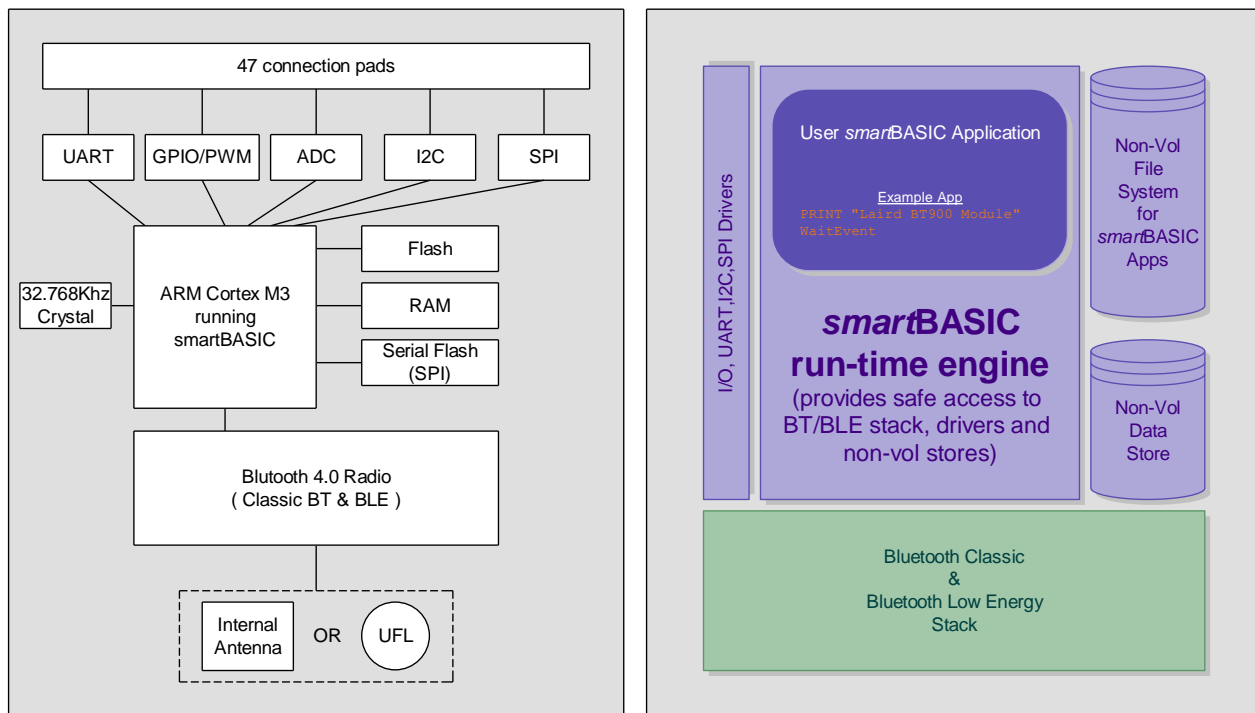 47 connection pads
UART
GPIO/PWM
ADC
I2C
SPI
ARM Cortex M3
running
smartBASIC
32.768Khz
Crystal
Flash
RAM
Serial Flash
(SPI)
Blutooth 4.0 Radio
( Classic BT & BLE )
Internal
Antenna
OR
UFL
I/O, UART,I2C,SPI Drivers
User smartBASIC Application
Example App
PRINT "Laird BT900 Module"
WaitEvent
smartBASIC
run-time engine
(provides safe access to
BT/BLE stack, drivers and
non-vol stores)
Non-Vol
File
System
for
smartBASIC
Apps
Non-Vol
Data
Store
Bluetooth Classic
&
Bluetooth Low Energy
Stack